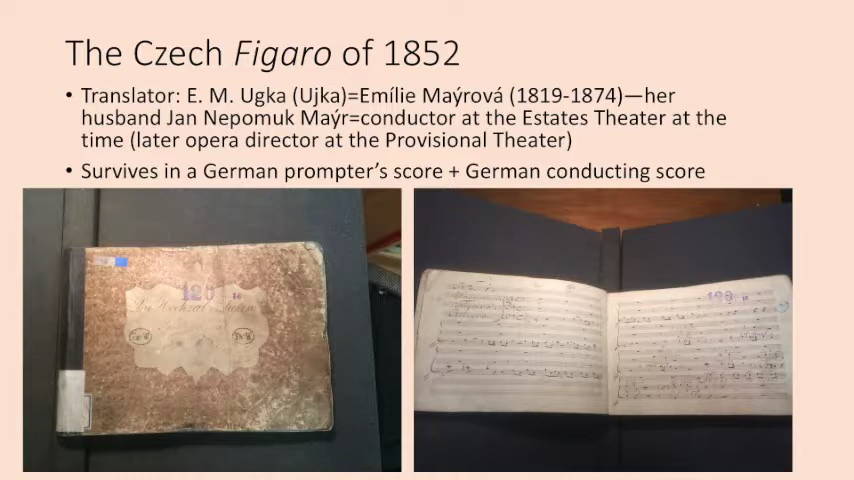 The Czech Figaro of 1852
• Translator: E. M. Ugka (Ujka)=Emílie Maýrová (1819-1874)—her
husband Jan Nepomuk Maýr=conductor at the Estates Theater at the
time (later opera director at the Provisional Theater)
• Survives in a German prompter's score + German conducting score
120
Hochzeit